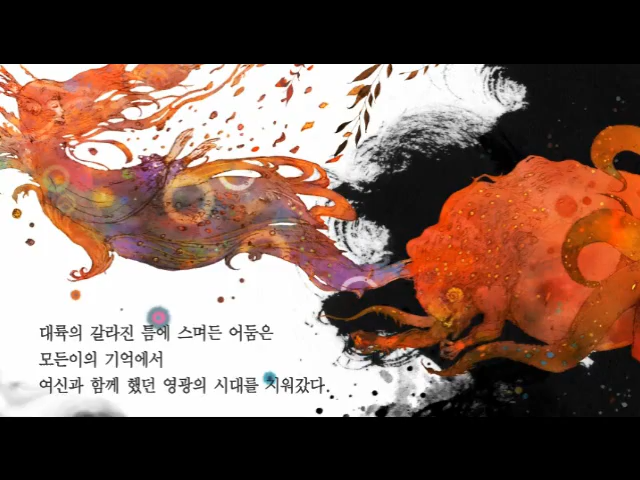 대륙의 갈라진 틈에 스며든 어둠은
모든이의 기억에서
여신과 함께 했던 영광의 시대를 지워갔다.